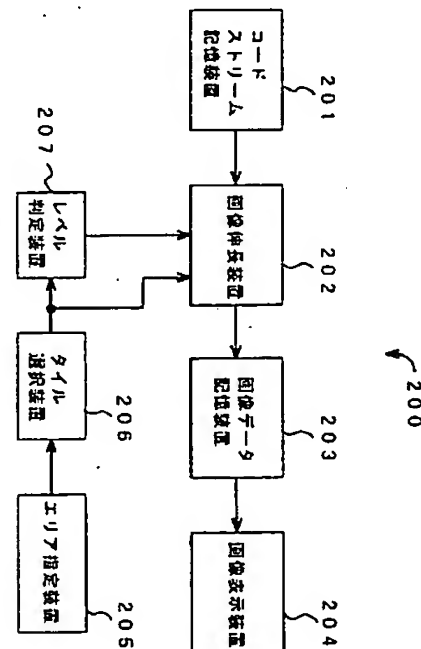 200
201
コード
ストリーム
記憶装置
202
画像伸長装置
203
画像データ
記憶装置
204
画像表示装置
207
レベル
判定装置
206
タイル
選択装置
205
エリア指定装置